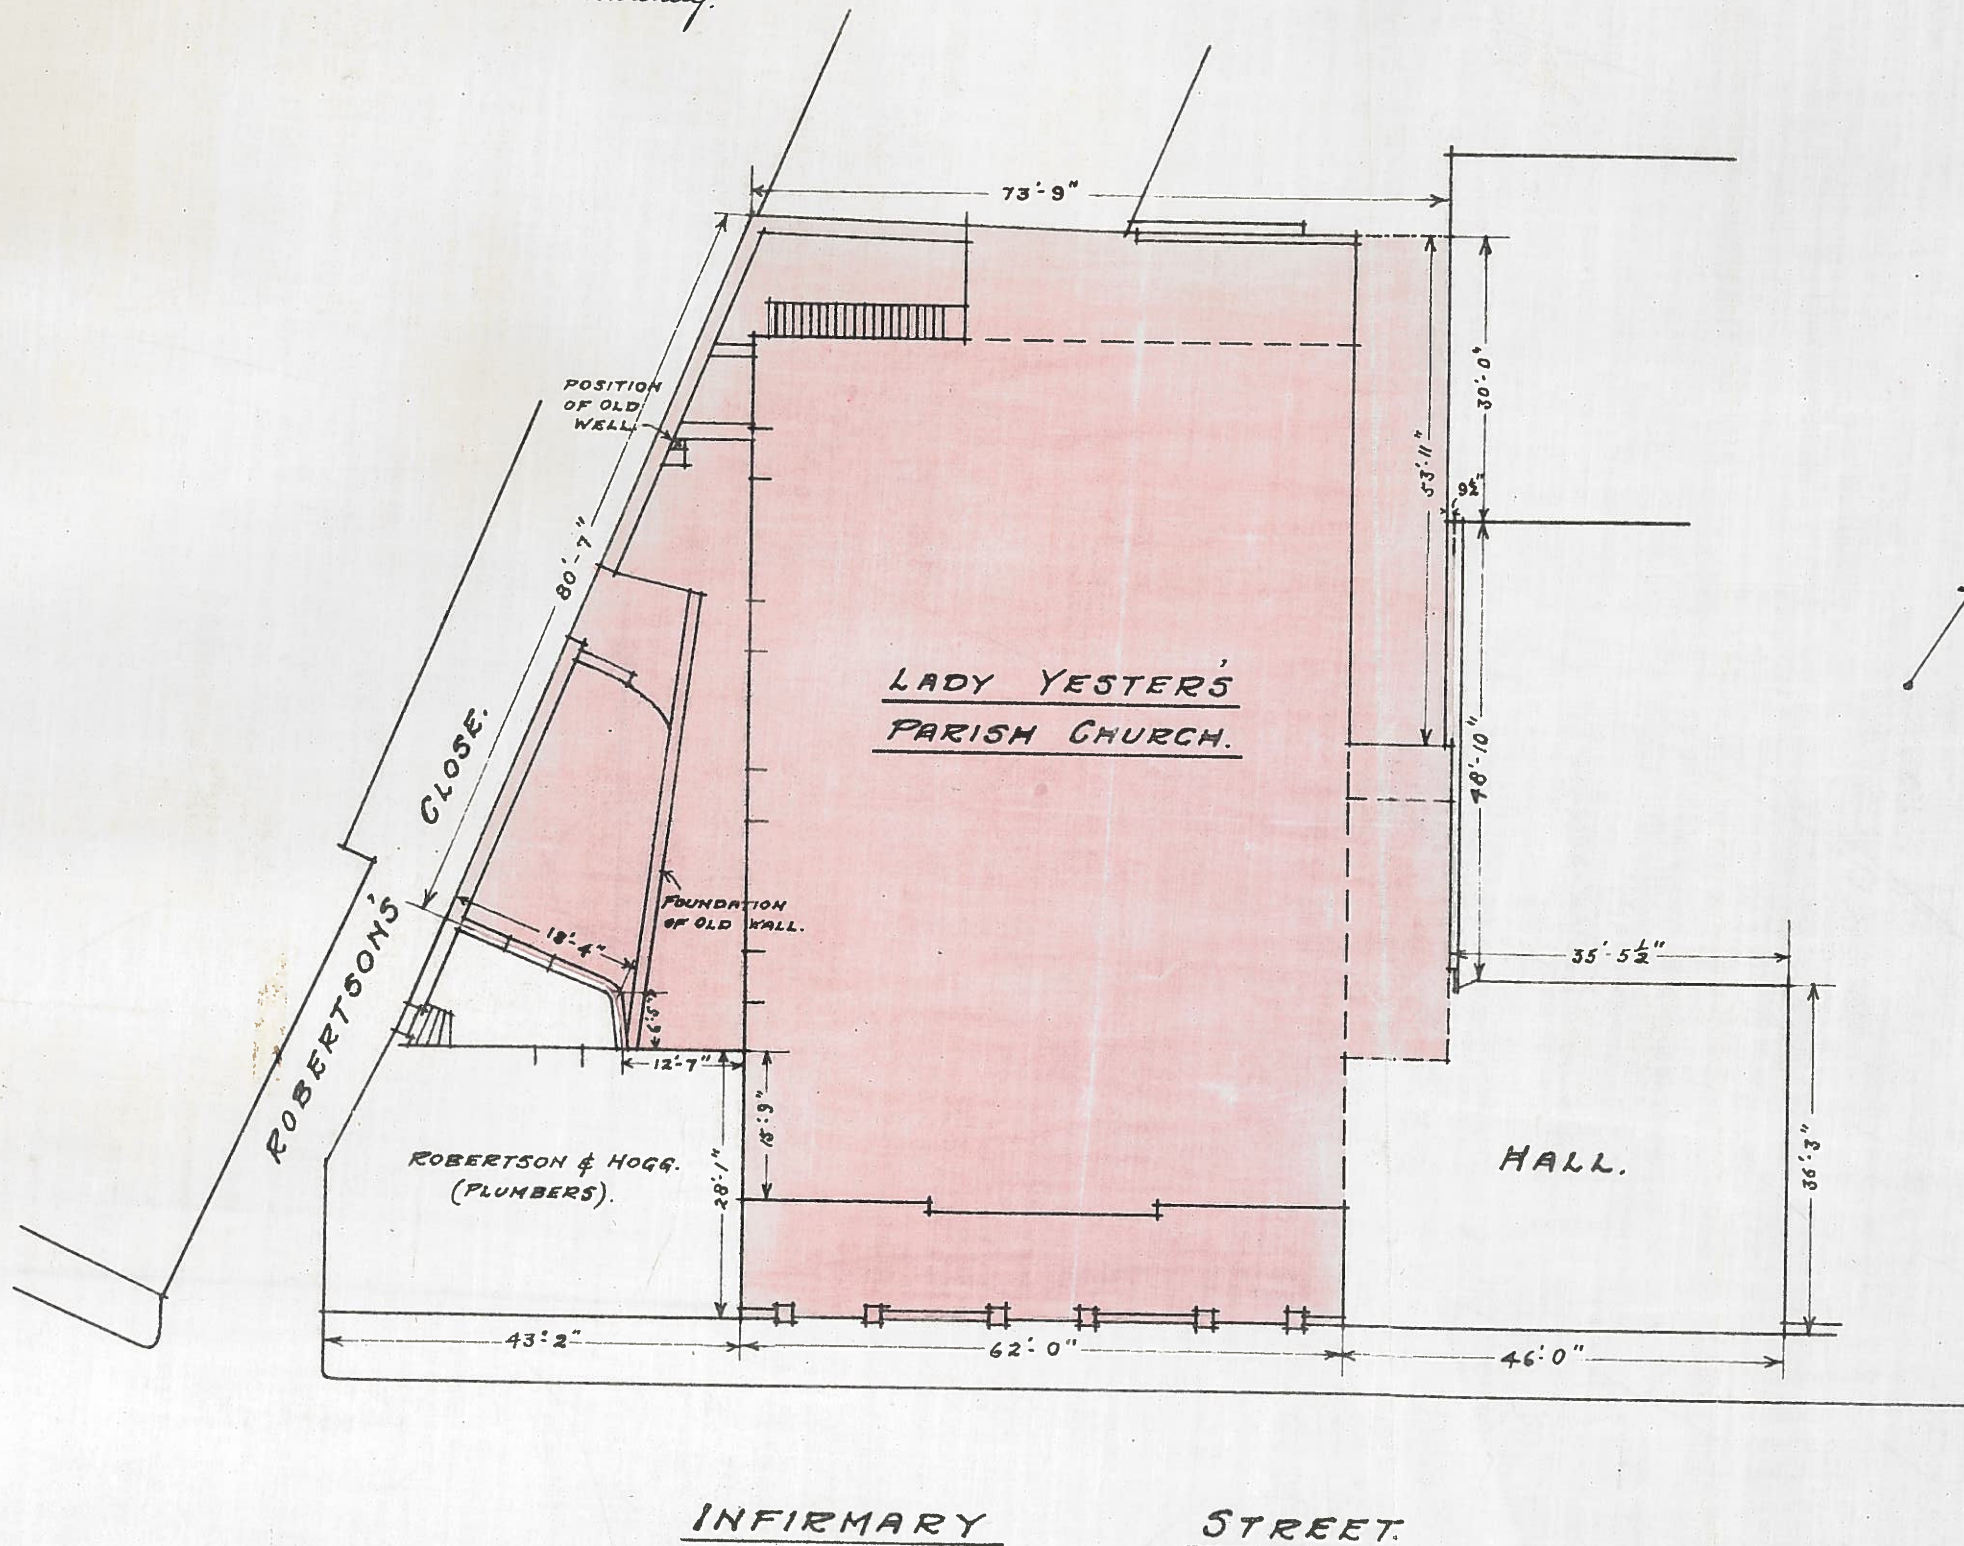 73'-9"
POSITION
OF OLD
WELL.
30'-0"
53'-11"
9½"
80'-7"
LADY YESTER'S
PARISH CHURCH.
48'-10"
ROBERTSON'S CLOSE.
FOUNDATION
OF OLD WALL.
18'-4"
35'-5½"
6'-5"
12'-7"
15'-9"
28'-1"
ROBERTSON & HOGG.
(PLUMBERS).
HALL.
36'-3"
43'-2"
62'-0"
46'-0"
INFIRMARY STREET.